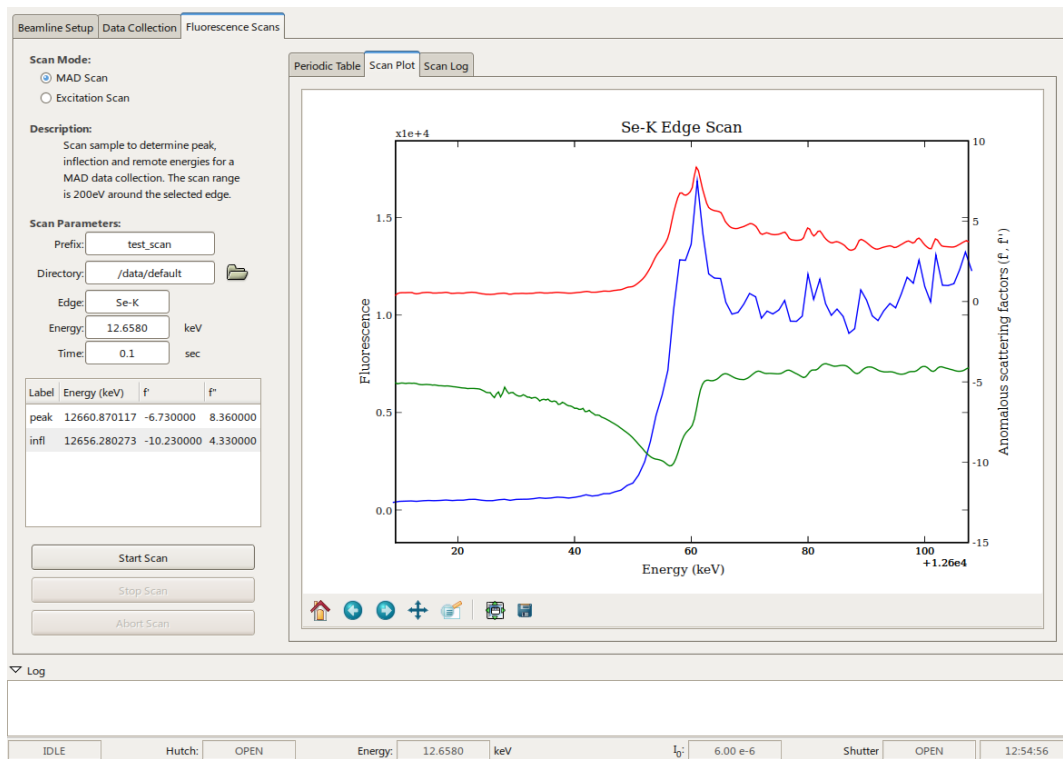 Beamline Setup Data Collection Fluorescence Scans
Scan Mode:
MAD Scan
Excitation Scan
Description:
Scan sample to determine peak,
inflection and remote energies for a
MAD data collection. The scan range
is 200eV around the selected edge.
Scan Parameters:
Prefix: test_scan
Directory: /data/default
Edge: Se-K
Energy: 12.6580 keV
Time: 0.1 sec
Label Energy (keV) f' f"
peak 12660.870117 -6.730000 8.360000
infl 12656.280273 -10.230000 4.330000
Start Scan
Stop Scan
Abort Scan
Periodic Table Scan Plot Scan Log
Se-K Edge Scan
x1e+4
1.5
1.0
0.5
0.0
Fluorescence
10
5
0
-5
-10
-15
Anomalous scattering factors (f', f'')
20 40 60 80 100
+1.26e4
Energy (keV)
Log
IDLE Hutch: OPEN Energy: 12.6580 keV I0: 6.00 e-6 Shutter OPEN 12:54:56